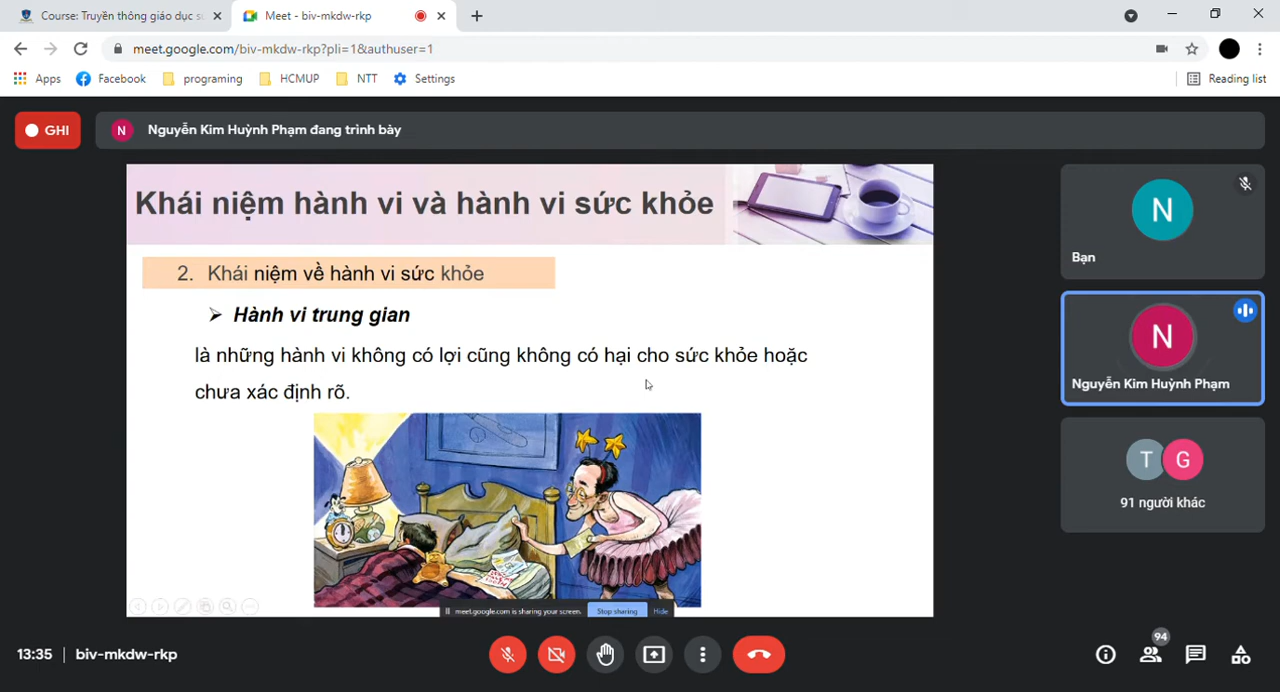 Course: Truyền thông giáo dục s
Meet - biv-mkdw-rkp
meet.google.com/biv-mkdw-rkp?pli=1&authuser=1
Apps Facebook programing HCMUP NTT Settings Reading list
GHI
N Nguyễn Kim Huỳnh Phạm đang trình bày
Khái niệm hành vi và hành vi sức khỏe
2. Khái niệm về hành vi sức khỏe
Hành vi trung gian
là những hành vi không có lợi cũng không có hại cho sức khỏe hoặc
chưa xác định rõ.
meet.google.com is sharing your screen. Stop sharing Hide
N
Bạn
N
Nguyễn Kim Huỳnh Phạm
T G
91 người khác
13:35 | biv-mkdw-rkp
94